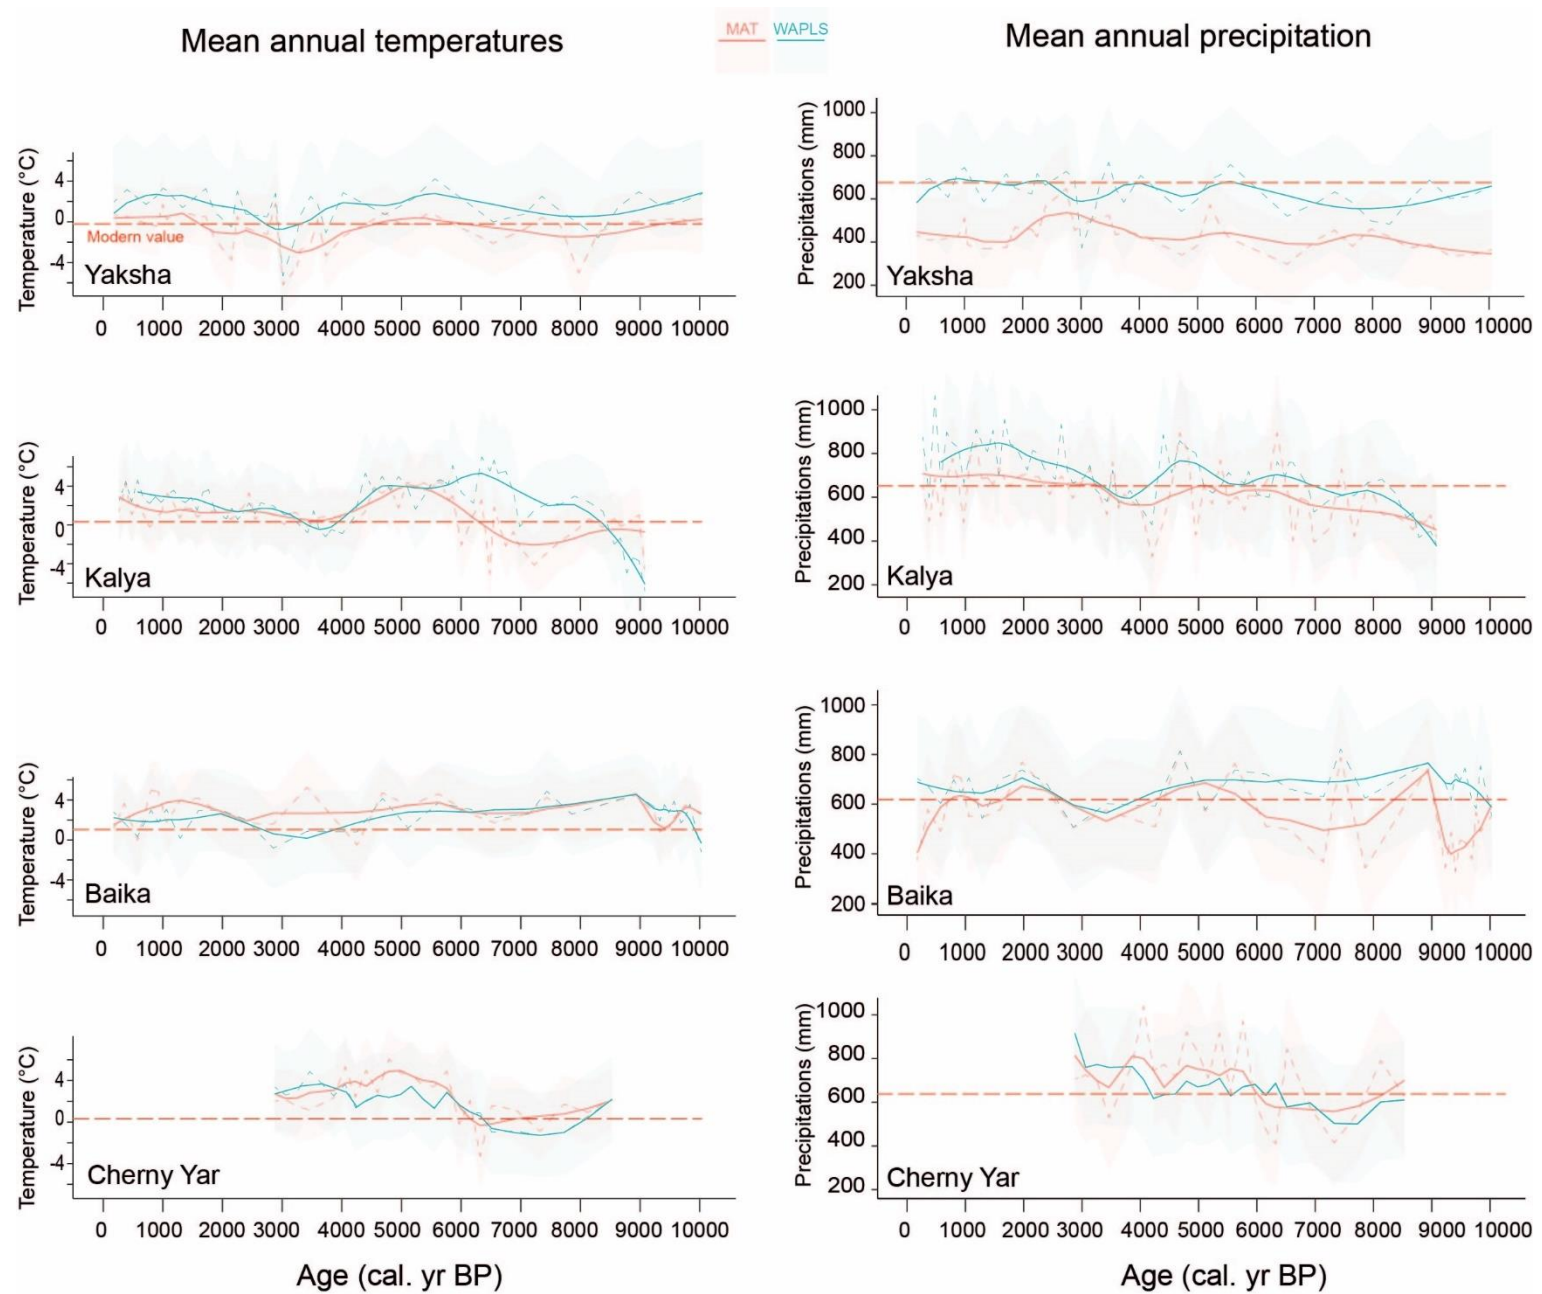 Mean annual temperatures
MAT WAPLS
Mean annual precipitation
Temperature (°C)
4
0
-4
Modern value
Yaksha
0 1000 2000 3000 4000 5000 6000 7000 8000 9000 10000
Precipitations (mm)
1000
800
600
400
200
Yaksha
0 1000 2000 3000 4000 5000 6000 7000 8000 9000 10000
Temperature (°C)
4
0
-4
Kalya
0 1000 2000 3000 4000 5000 6000 7000 8000 9000 10000
Precipitations (mm)
1000
800
600
400
200
Kalya
0 1000 2000 3000 4000 5000 6000 7000 8000 9000 10000
Temperature (°C)
4
0
-4
Baika
0 1000 2000 3000 4000 5000 6000 7000 8000 9000 10000
Precipitations (mm)
1000
800
600
400
200
Baika
0 1000 2000 3000 4000 5000 6000 7000 8000 9000 10000
Temperature (°C)
4
0
-4
Cherny Yar
0 1000 2000 3000 4000 5000 6000 7000 8000 9000 10000
Age (cal. yr BP)
Precipitations (mm)
1000
800
600
400
200
Cherny Yar
0 1000 2000 3000 4000 5000 6000 7000 8000 9000 10000
Age (cal. yr BP)